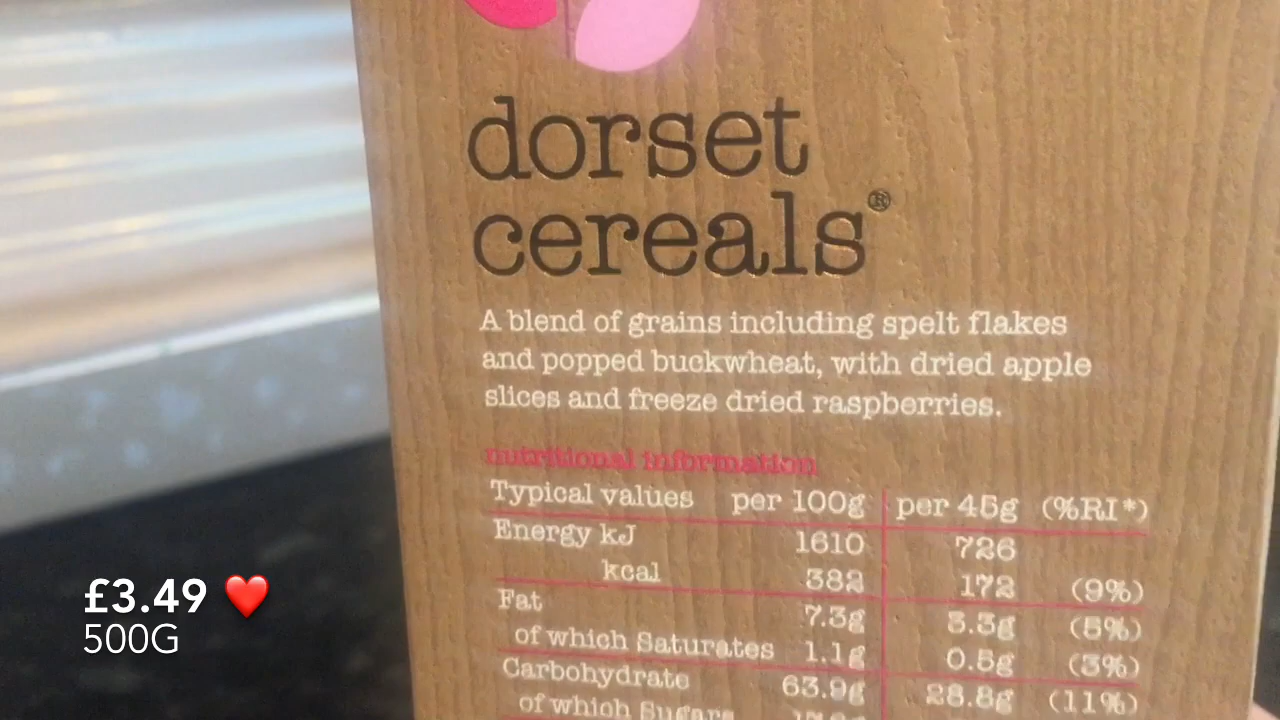 dorset
cereals®
A blend of grains including spelt flakes
and popped buckwheat, with dried apple
slices and freeze dried raspberries.
nutritional information
Typical values per 100g per 45g (%RI*)
Energy kJ 1610 726
kcal 382 172 (9%)
Fat 7.3g 3.3g (5%)
of which Saturates 1.1g 0.5g (3%)
Carbohydrate 63.9g 28.8g (11%)
of which Sugars
£3.49 ❤️
500G